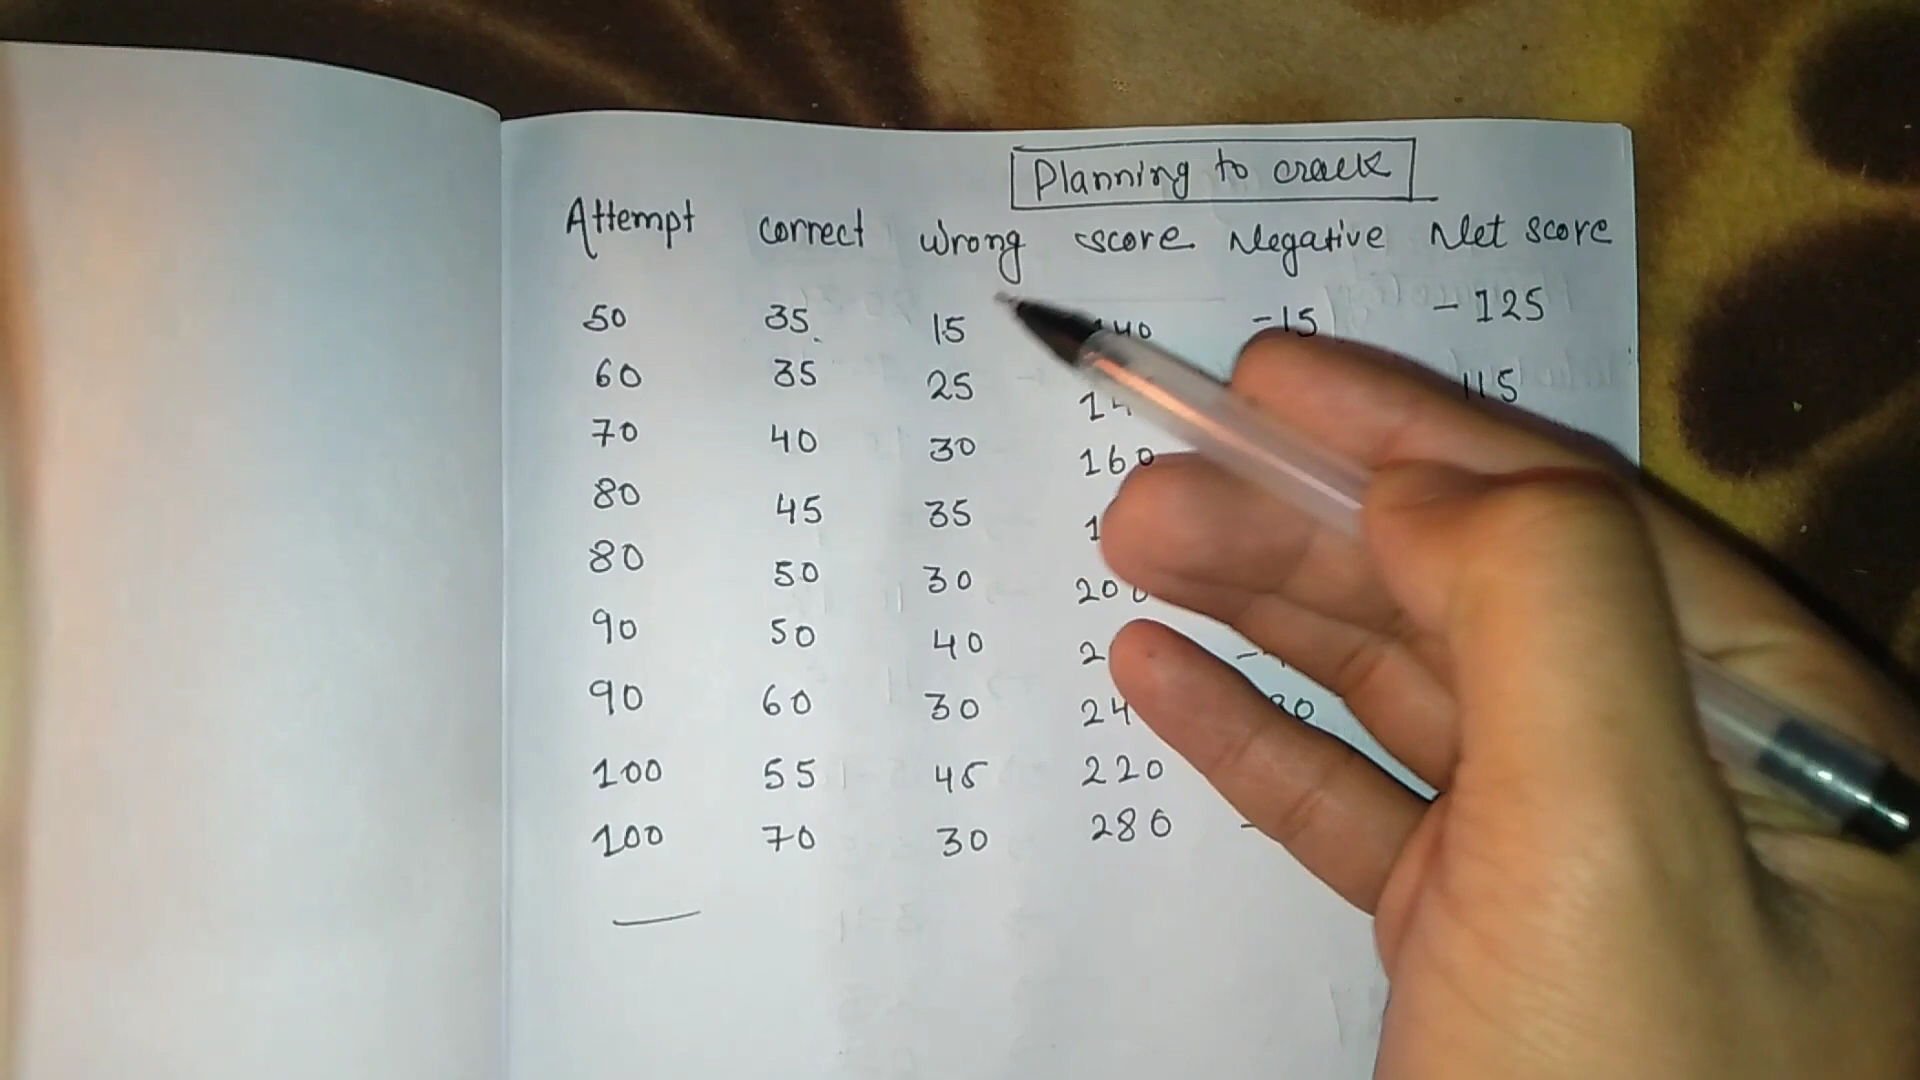 Planning to crack
Attempt correct wrong score Negative Net score
50 35 15 140 -15 - 125
60 35 25 115
70 40 30 160
80 45 35
80 50 30 200
90 50 40
90 60 30
100 55 45 220
100 70 30 280